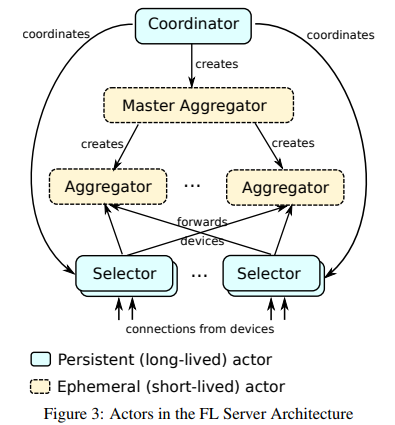 Coordinator
coordinates
coordinates
creates
Master Aggregator
creates
creates
Aggregator
...
Aggregator
forwards
devices
Selector
...
Selector
connections from devices
Persistent (long-lived) actor
Ephemeral (short-lived) actor
Figure 3: Actors in the FL Server Architecture